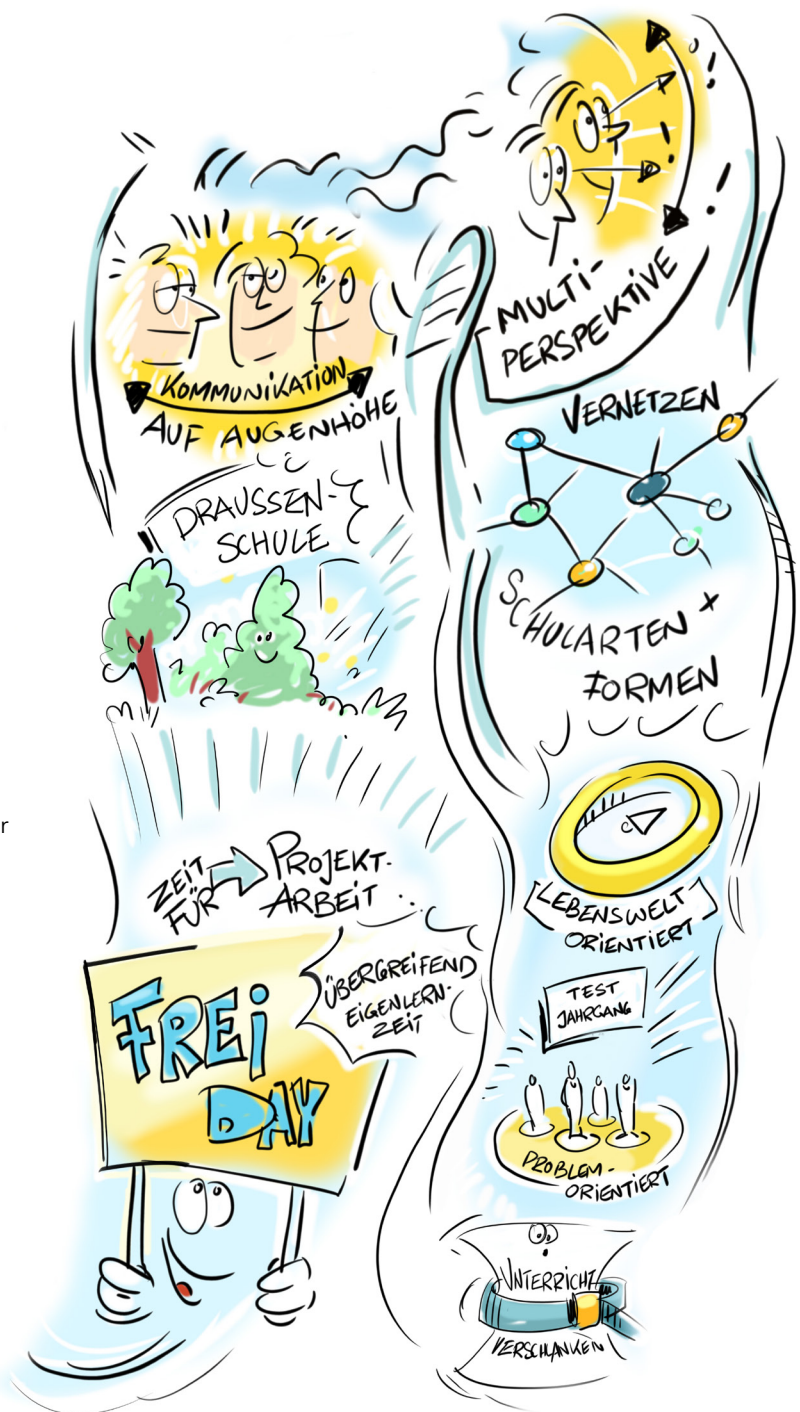 KOMMUNIKATION
AUF AUGENHÖHE
DRAUSSEN-
SCHULE
ZEIT
FÜR
PROJEKT-
ARBEIT...
FREI
DAY
ÜBERGREIFEND
EIGENLERN-
ZEIT
MULTI-
PERSPEKTIVE
VERNETZEN
SCHULARTEN +
FORMEN
LEBENSWELT
ORIENTIERT
TEST
JAHRGANG
PROBLEM-
ORIENTIERT
UNTERRICHT
VERSCHLANKEN
r